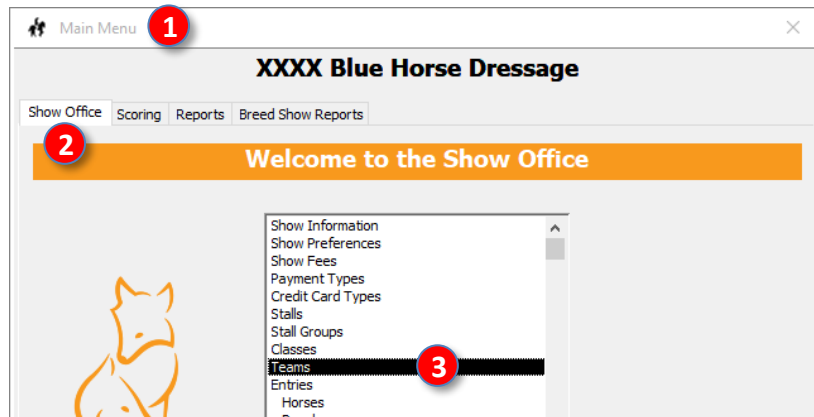 Main Menu 1
XXXX Blue Horse Dressage
Show Office Scoring Reports Breed Show Reports
2
Welcome to the Show Office
Show Information
Show Preferences
Show Fees
Payment Types
Credit Card Types
Stalls
Stall Groups
Classes
Teams 3
Entries
Horses